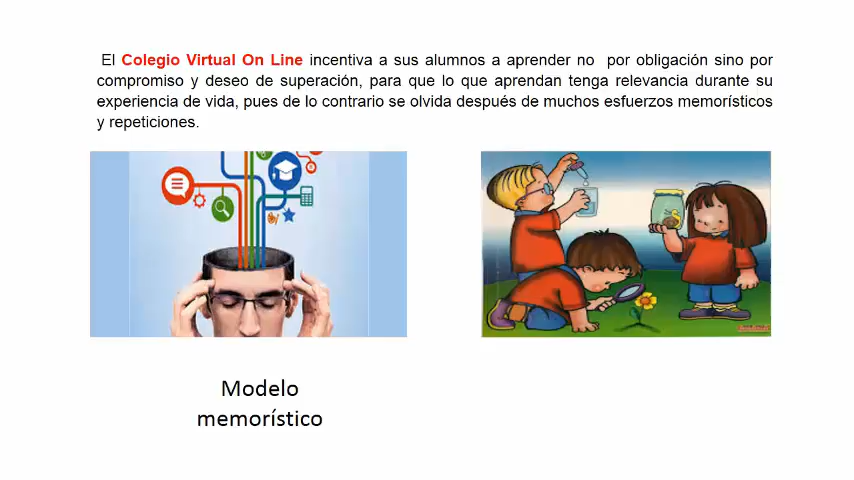 El Colegio Virtual On Line incentiva a sus alumnos a aprender no por obligación sino por
compromiso y deseo de superación, para que lo que aprendan tenga relevancia durante su
experiencia de vida, pues de lo contrario se olvida después de muchos esfuerzos memorísticos
y repeticiones.
Modelo
memorístico